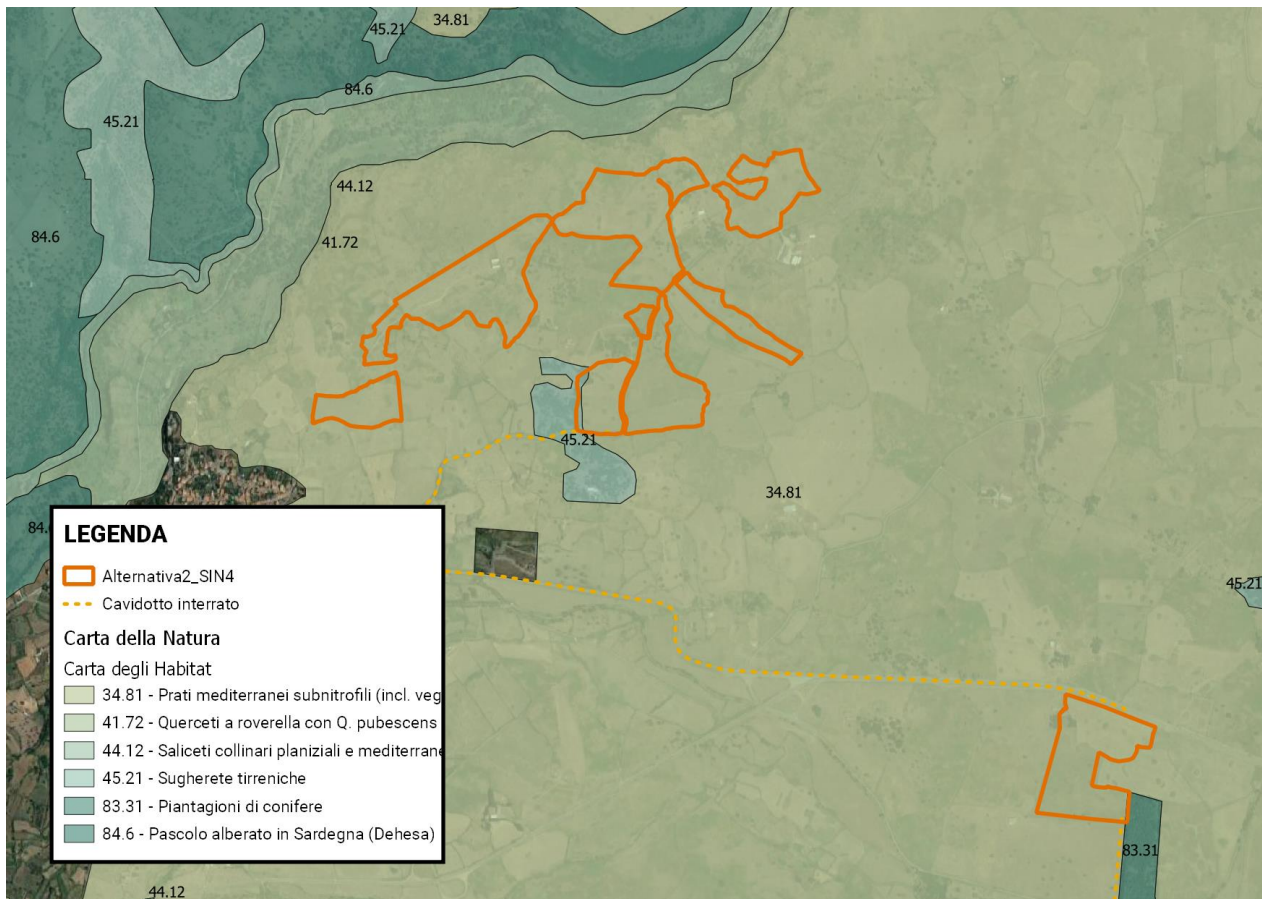 34.81
45.21
84.6
45.21
44.12
84.6
41.72
45.21
34.81
84.6
45.21
LEGENDA
Alternativa2_SIN4
Cavidotto interrato
Carta della Natura
Carta degli Habitat
34.81 - Prati mediterranei subnitrofili (incl. veg
41.72 - Querceti a roverella con Q. pubescens
44.12 - Saliceti collinari planiziali e mediterrane
45.21 - Sugherete tirreniche
83.31 - Piantagioni di conifere
84.6 - Pascolo alberato in Sardegna (Dehesa)
83.31
44.12